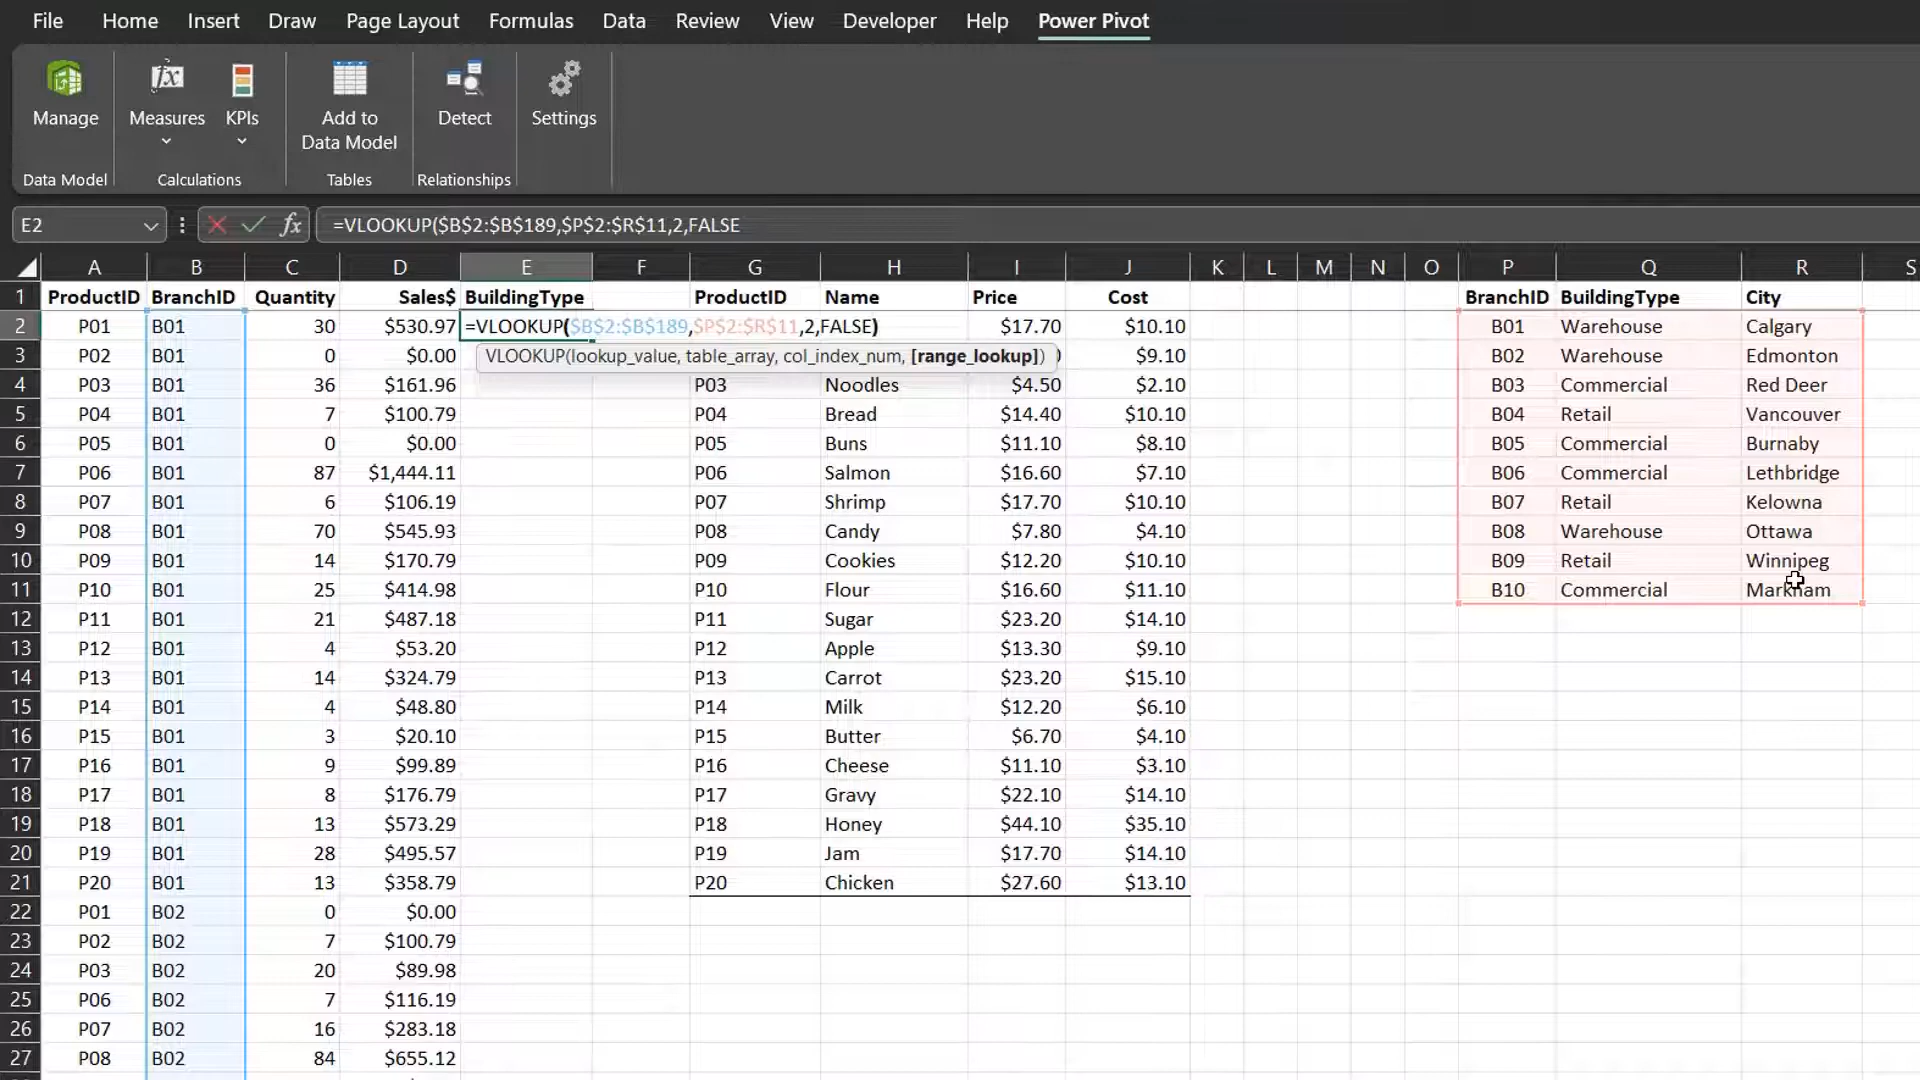 File Home Insert Draw Page Layout Formulas Data Review View Developer Help Power Pivot
Manage Measures KPIs Add to Data Model Detect Settings
Data Model Calculations Tables Relationships
E2 fx =VLOOKUP($B$2:$B$189,$P$2:$R$11,2,FALSE
A B C D E F G H I J K L M N O P Q R S
1 ProductID BranchID Quantity Sales$ BuildingType ProductID Name Price Cost BranchID BuildingType City
2 P01 B01 30 $530.97 =VLOOKUP($B$2:$B$189,$P$2:$R$11,2,FALSE) $17.70 $10.10 B01 Warehouse Calgary
3 P02 B01 0 $0.00 VLOOKUP(lookup_value, table_array, col_index_num, [range_lookup]) $9.10 B02 Warehouse Edmonton
4 P03 B01 36 $161.96 P03 Noodles $4.50 $2.10 B03 Commercial Red Deer
5 P04 B01 7 $100.79 P04 Bread $14.40 $10.10 B04 Retail Vancouver
6 P05 B01 0 $0.00 P05 Buns $11.10 $8.10 B05 Commercial Burnaby
7 P06 B01 87 $1,444.11 P06 Salmon $16.60 $7.10 B06 Commercial Lethbridge
8 P07 B01 6 $106.19 P07 Shrimp $17.70 $10.10 B07 Retail Kelowna
9 P08 B01 70 $545.93 P08 Candy $7.80 $4.10 B08 Warehouse Ottawa
10 P09 B01 14 $170.79 P09 Cookies $12.20 $10.10 B09 Retail Winnipeg
11 P10 B01 25 $414.98 P10 Flour $16.60 $11.10 B10 Commercial Markham
12 P11 B01 21 $487.18 P11 Sugar $23.20 $14.10
13 P12 B01 4 $53.20 P12 Apple $13.30 $9.10
14 P13 B01 14 $324.79 P13 Carrot $23.20 $15.10
15 P14 B01 4 $48.80 P14 Milk $12.20 $6.10
16 P15 B01 3 $20.10 P15 Butter $6.70 $4.10
17 P16 B01 9 $99.89 P16 Cheese $11.10 $3.10
18 P17 B01 8 $176.79 P17 Gravy $22.10 $14.10
19 P18 B01 13 $573.29 P18 Honey $44.10 $35.10
20 P19 B01 28 $495.57 P19 Jam $17.70 $14.10
21 P20 B01 13 $358.79 P20 Chicken $27.60 $13.10
22 P01 B02 0 $0.00
23 P02 B02 7 $100.79
24 P03 B02 20 $89.98
25 P06 B02 7 $116.19
26 P07 B02 16 $283.18
27 P08 B02 84 $655.12